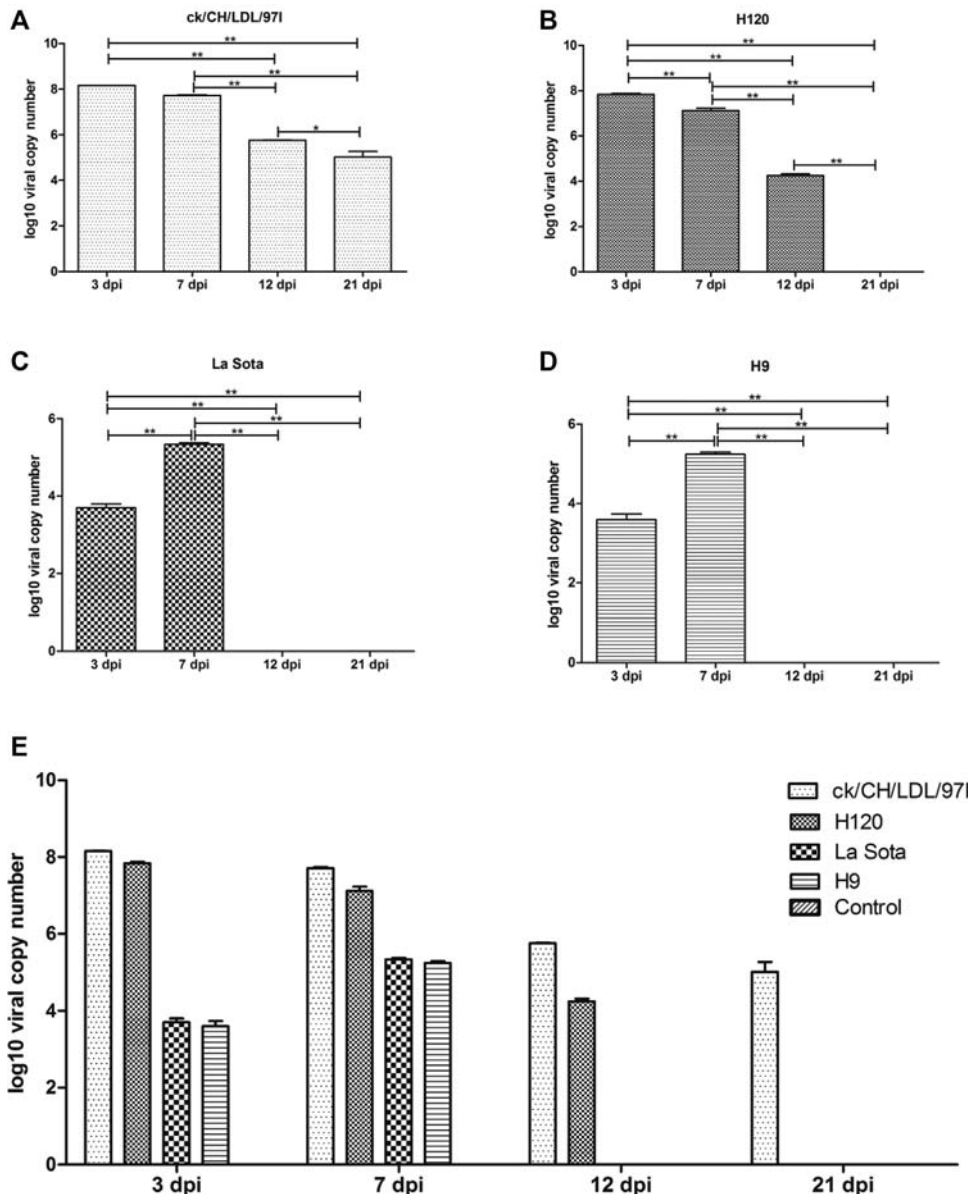 A
ck/CH/LDL/97I
log10 viral copy number
10
8
6
4
2
0
**
**
**
**
*
3 dpi 7 dpi 12 dpi 21 dpi
B
H120
log10 viral copy number
10
8
6
4
2
0
**
**
**
**
**
**
3 dpi 7 dpi 12 dpi 21 dpi
C
La Sota
log10 viral copy number
6
4
2
0
**
**
**
** **
3 dpi 7 dpi 12 dpi 21 dpi
D
H9
log10 viral copy number
6
4
2
0
**
**
**
** **
3 dpi 7 dpi 12 dpi 21 dpi
E
log10 viral copy number
10
8
6
4
2
0
ck/CH/LDL/97I
H120
La Sota
H9
Control
3 dpi 7 dpi 12 dpi 21 dpi